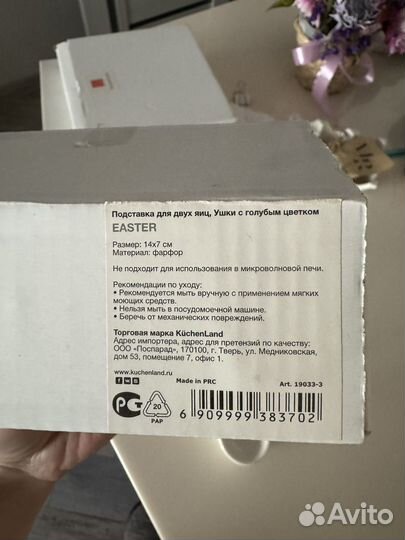 Подставка для двух яиц, Ушки с голубым цветком
EASTER
Размер: 14x7 см
Материал: фарфор
Не подходит для использования в микроволновой печи.
Рекомендации по уходу:
• Рекомендуется мыть вручную с применением мягких
моющих средств.
• Нельзя мыть в посудомоечной машине.
• Беречь от механических повреждений.
Торговая марка KüchenLand
Адрес импортера, адрес для претензий по качеству:
ООО «Поспарад», 170100, г. Тверь, ул. Медниковская,
дом 53, помещение 7, офис 1.
www.kuchenland.ru
Made in PRC
Art. 19033-3
РСТ
20
PAP
6 909999 383702
Avito